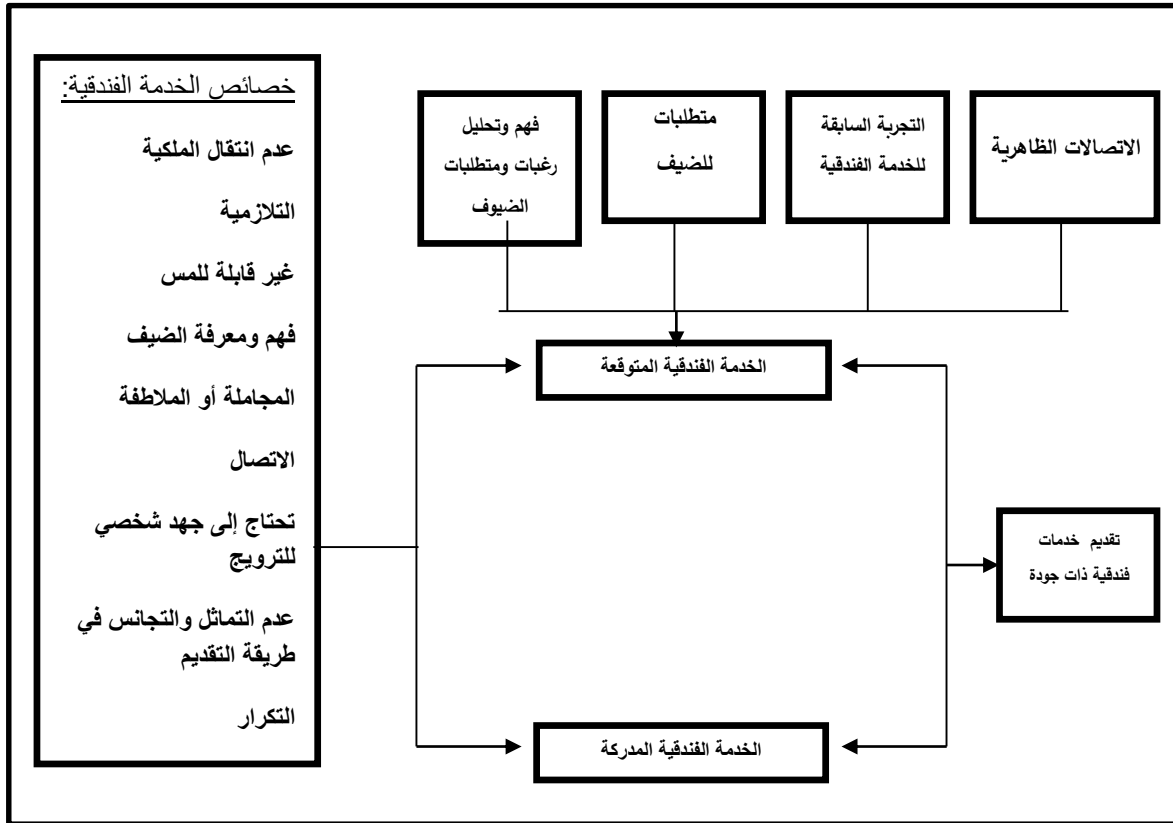 خصائص الخدمة الفندقية:
عدم انتقال الملكية
التلازمية
غير قابلة للمس
فهم ومعرفة الضيف
المجاملة أو الملاطفة
الاتصال
تحتاج إلى جهد شخصي
للترويج
عدم التماثل والتجانس في
طريقة التقديم
التكرار
الاتصالات الظاهرية
التجربة السابقة
للخدمة الفندقية
متطلبات
للضيف
فهم وتحليل
رغبات ومتطلبات
الضيوف
الخدمة الفندقية المتوقعة
تقديم خدمات
فندقية ذات جودة
الخدمة الفندقية المدركة